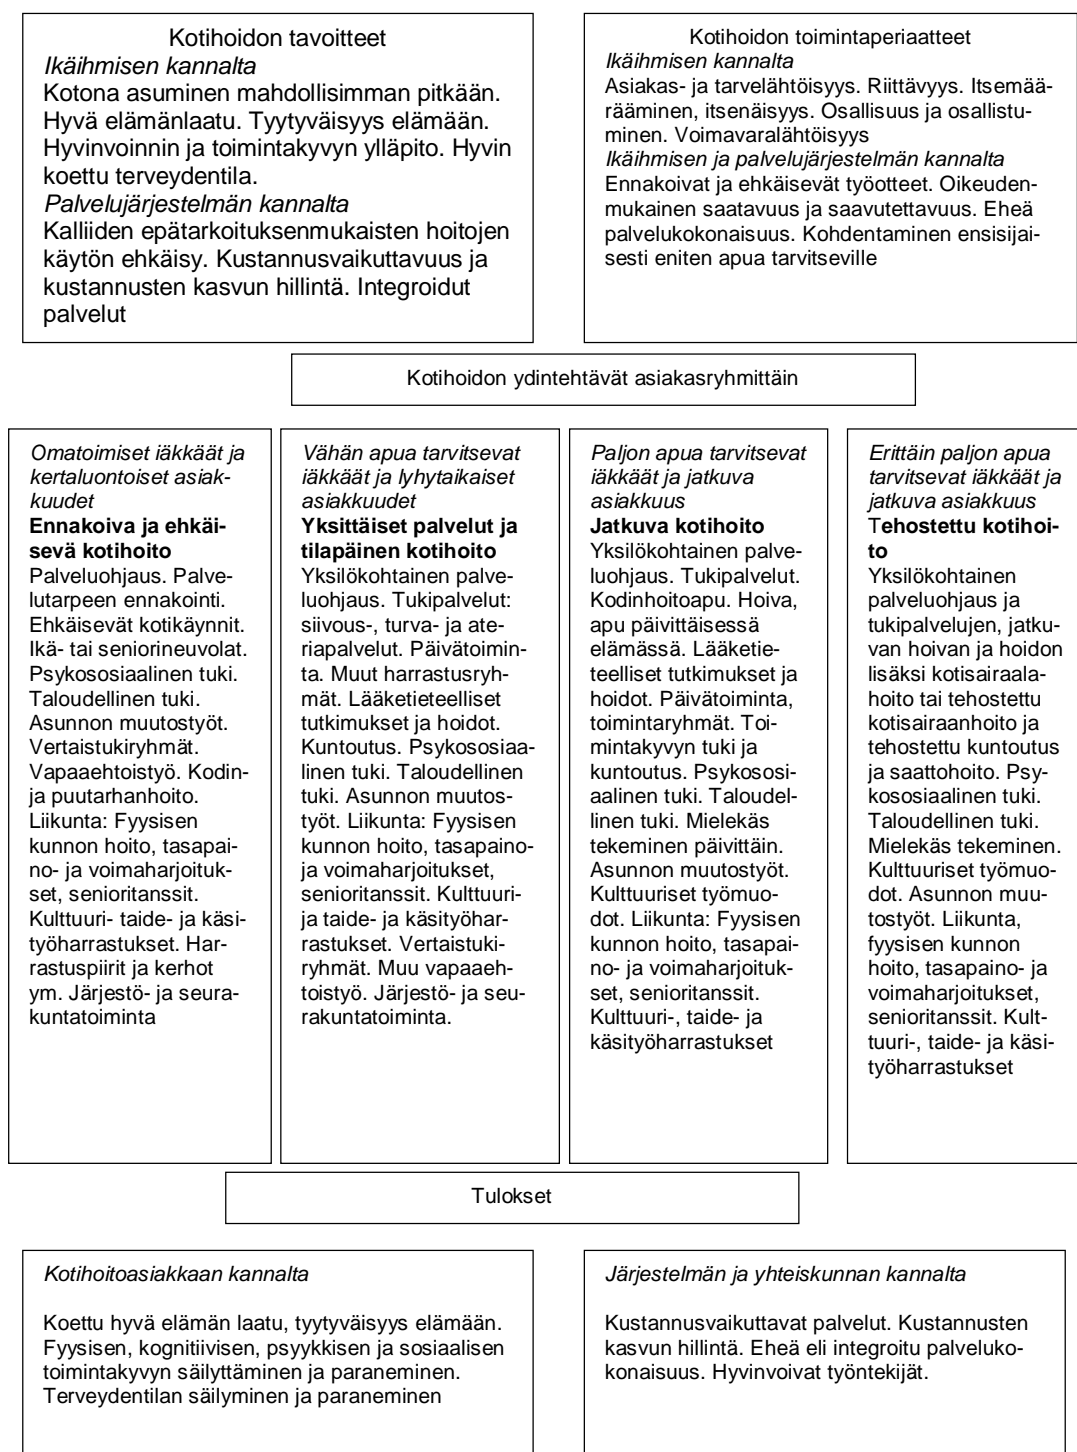 Kotihoidon tavoitteet
Ikäihmisen kannalta
Kotona asuminen mahdollisimman pitkään.
Hyvä elämänlaatu. Tyytyväisyys elämään.
Hyvinvoinnin ja toimintakyvyn ylläpito. Hyvin
koettu terveydentila.
Palvelujärjestelmän kannalta
Kalliiden epätarkoituksenmukaisten hoitojen
käytön ehkäisy. Kustannusvaikuttavuus ja
kustannusten kasvun hillintä. Integroidut
palvelut
Kotihoidon toimintaperiaatteet
Ikäihmisen kannalta
Asiakas- ja tarvelähtöisyys. Riittävyys. Itsemää-
rääminen, itsenäisyys. Osallisuus ja osallistu-
minen. Voimavaralähtöisyys
Ikäihmisen ja palvelujärjestelmän kannalta
Ennakoivat ja ehkäisevät työotteet. Oikeuden-
mukainen saatavuus ja saavutettavuus. Eheä
palvelukokonaisuus. Kohdentaminen ensisijai-
sesti eniten apua tarvitseville
Kotihoidon ydintehtävät asiakasryhmittäin
Omatoimiset iäkkäät ja
kertaluontoiset asiak-
kuudet
Ennakoiva ja ehkäi-
sevä kotihoito
Palveluohjaus. Palve-
lutarpeen ennakointi.
Ehkäisevät kotikäynnit.
Ikä- tai seniorineuvolat.
Psykososiaalinen tuki.
Taloudellinen tuki.
Asunnon muutostyöt.
Vertaistukiryhmät.
Vapaaehtoistyö. Kodin-
ja puutarhanhoito.
Liikunta: Fyysisen
kunnon hoito, tasapai-
no- ja voimaharjoituk-
set, senioritanssit.
Kulttuuri- taide- ja käsi-
työharrastukset. Har-
rastuspiirit ja kerhot
ym. Järjestö- ja seura-
kuntatoiminta
Vähän apua tarvitsevat
iäkkäät ja lyhytaikaiset
asiakkuudet
Yksittäiset palvelut ja
tilapäinen kotihoito
Yksilökohtainen palve-
luohjaus. Tukipalvelut:
siivous-, turva- ja ate-
riapalvelut. Päivätoimin-
ta. Muut harrastusryh-
mät. Lääketieteelliset
tutkimukset ja hoidot.
Kuntoutus. Psykososiaa-
linen tuki. Taloudellinen
tuki. Asunnon muutos-
työt. Liikunta: Fyysisen
kunnon hoito, tasapaino-
ja voimaharjoitukset,
senioritanssit. Kulttuuri-
ja taide- ja käsityöhar-
rastukset. Vertaistuki-
ryhmät. Muu vapaaeh-
toistyö. Järjestö- ja seu-
rakuntatoiminta.
Paljon apua tarvitsevat
iäkkäät ja jatkuva
asiakkuus
Jatkuva kotihoito
Yksilökohtainen palve-
luohjaus. Tukipalvelut.
Kodinhoitoapu. Hoiva,
apu päivittäisessä
elämässä. Lääketie-
teelliset tutkimukset ja
hoidot. Päivätoiminta,
toimintaryhmät. Toi-
mintakyvyn tuki ja
kuntoutus. Psykososi-
aalinen tuki. Taloudel-
linen tuki. Mielekäs
tekeminen päivittäin.
Asunnon muutostyöt.
Kulttuuriset työmuo-
dot. Liikunta: Fyysisen
kunnon hoito, tasapai-
no- ja voimaharjoituk-
set, senioritanssit.
Kulttuuri-, taide- ja
käsityöharrastukset
Erittäin paljon apua
tarvitsevat iäkkäät ja
jatkuva asiakkuus
Tehostettu kotihoi-
to
Yksilökohtainen
palveluohjaus ja
tukipalvelujen, jatku-
van hoivan ja hoidon
lisäksi kotisairaala-
hoito tai tehostettu
kotisairaanhoito ja
tehostettu kuntoutus
ja saattohoito. Psy-
kososiaalinen tuki.
Taloudellinen tuki.
Mielekäs tekeminen.
Kulttuuriset työmuo-
dot. Asunnon muu-
tostyöt. Liikunta,
fyysisen kunnon
hoito, tasapaino- ja
voimaharjoitukset,
senioritanssit. Kult-
tuuri-, taide- ja käsi-
työharrastukset
Tulokset
Kotihoitoasiakkaan kannalta
Koettu hyvä elämän laatu, tyytyväisyys elämään.
Fyysisen, kognitiivisen, psyykkisen ja sosiaalisen
toimintakyvyn säilyttäminen ja paraneminen.
Terveydentilan säilyminen ja paraneminen
Järjestelmän ja yhteiskunnan kannalta
Kustannusvaikuttavat palvelut. Kustannusten
kasvun hillintä. Eheä eli integroitu palveluko-
konaisuus. Hyvinvoivat työntekijät.